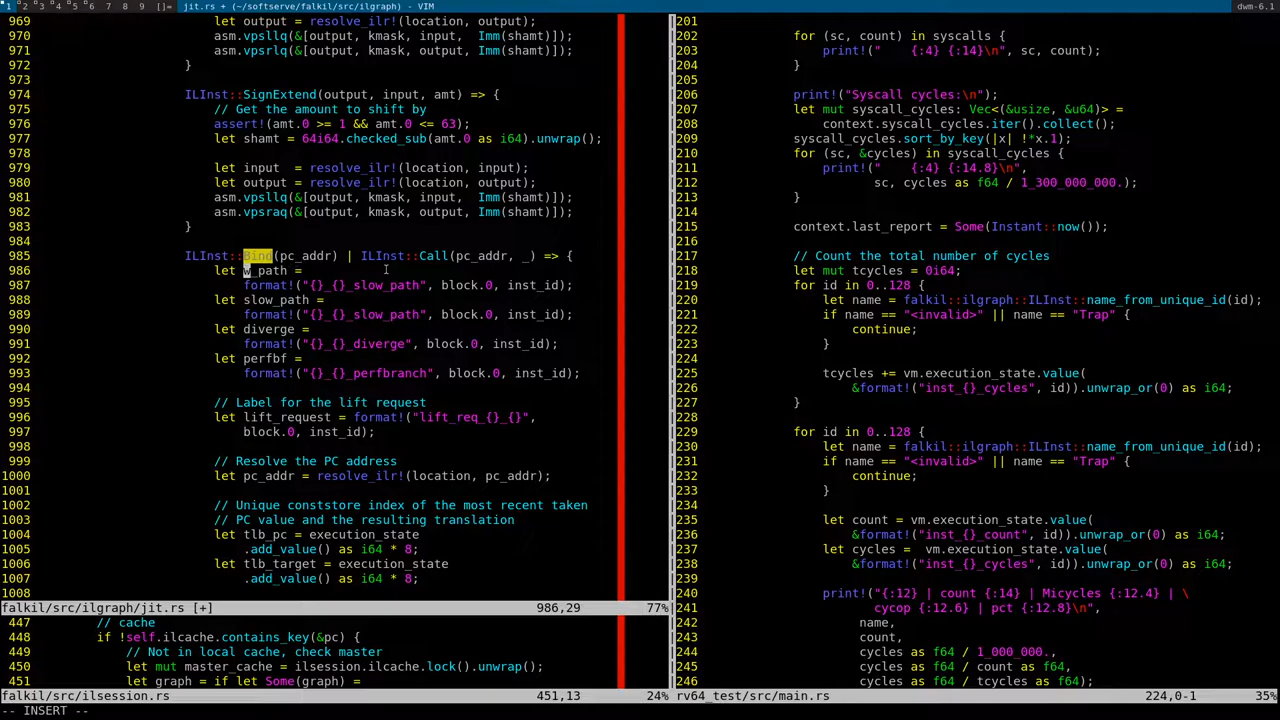 1 2 3 4 5 6 7 8 9 []= jit.rs + (~/softserve/falkil/src/ilgraph) - VIM dwm-6.1
969 let output = resolve_ilr!(location, output);
970 asm.vpsllq(&[output, kmask, input,  Imm(shamt)]);
971 asm.vpsrlq(&[output, kmask, output, Imm(shamt)]);
972 }
973
974 ILInst::SignExtend(output, input, amt) => {
975 // Get the amount to shift by
976 assert!(amt.0 >= 1 && amt.0 <= 63);
977 let shamt = 64i64.checked_sub(amt.0 as i64).unwrap();
978
979 let input  = resolve_ilr!(location, input);
980 let output = resolve_ilr!(location, output);
981 asm.vpsllq(&[output, kmask, input,  Imm(shamt)]);
982 asm.vpsraq(&[output, kmask, output, Imm(shamt)]);
983 }
984
985 ILInst::Bind(pc_addr) | ILInst::Call(pc_addr, _) => {
986 let w_path =
987 format!("{}_{}_slow_path", block.0, inst_id);
988 let slow_path =
989 format!("{}_{}_slow_path", block.0, inst_id);
990 let diverge =
991 format!("{}_{}_diverge", block.0, inst_id);
992 let perfbf =
993 format!("{}_{}_perfbranch", block.0, inst_id);
994
995 // Label for the lift request
996 let lift_request = format!("lift_req_{}_{}",
997 block.0, inst_id);
998
999 // Resolve the PC address
1000 let pc_addr = resolve_ilr!(location, pc_addr);
1001
1002 // Unique conststore index of the most recent taken
1003 // PC value and the resulting translation
1004 let tlb_pc = execution_state
1005 .add_value() as i64 * 8;
1006 let tlb_target = execution_state
1007 .add_value() as i64 * 8;
1008
falkil/src/ilgraph/jit.rs [+] 986,29 77%
447 // cache
448 if !self.ilcache.contains_key(&pc) {
449 // Not in local cache, check master
450 let mut master_cache = ilsession.ilcache.lock().unwrap();
451 let graph = if let Some(graph) =
falkil/src/ilsession.rs 451,13 24%
201
202 for (sc, count) in syscalls {
203 print!("    {:4} {:14}\n", sc, count);
204 }
205
206 print!("Syscall cycles:\n");
207 let mut syscall_cycles: Vec<(&usize, &u64)> =
208 context.syscall_cycles.iter().collect();
209 syscall_cycles.sort_by_key(|x| !*x.1);
210 for (sc, &cycles) in syscall_cycles {
211 print!("    {:4} {:14.8}\n",
212 sc, cycles as f64 / 1_300_000_000.);
213 }
214
215 context.last_report = Some(Instant::now());
216
217 // Count the total number of cycles
218 let mut tcycles = 0i64;
219 for id in 0..128 {
220 let name = falkil::ilgraph::ILInst::name_from_unique_id(id);
221 if name == "<invalid>" || name == "Trap" {
222 continue;
223 }
224
225 tcycles += vm.execution_state.value(
226 &format!("inst_{}_cycles", id)).unwrap_or(0) as i64;
227 }
228
229 for id in 0..128 {
230 let name = falkil::ilgraph::ILInst::name_from_unique_id(id);
231 if name == "<invalid>" || name == "Trap" {
232 continue;
233 }
234
235 let count = vm.execution_state.value(
236 &format!("inst_{}_count", id)).unwrap_or(0) as i64;
237 let cycles =  vm.execution_state.value(
238 &format!("inst_{}_cycles", id)).unwrap_or(0) as i64;
239
240 print!("{:12} | count {:14} | Micycles {:12.4} | \
241 cycop {:12.6} | pct {:12.8}\n",
242 name,
243 count,
244 cycles as f64 / 1_000_000.,
245 cycles as f64 / count as f64,
246 cycles as f64 / tcycles as f64);
rv64_test/src/main.rs 224,0-1 35%
-- INSERT --